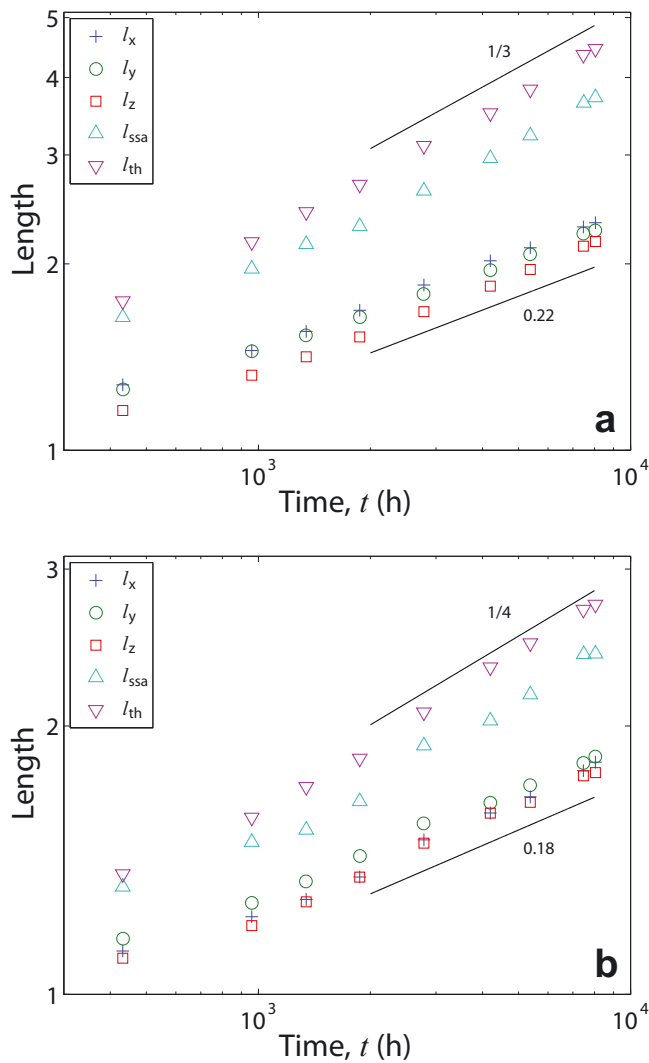 5
4
3
2
1
Length
l_x
l_y
l_z
l_ssa
l_th
1/3
0.22
a
10^3
10^4
Time, t (h)
3
2
1
Length
l_x
l_y
l_z
l_ssa
l_th
1/4
0.18
b
10^3
10^4
Time, t (h)